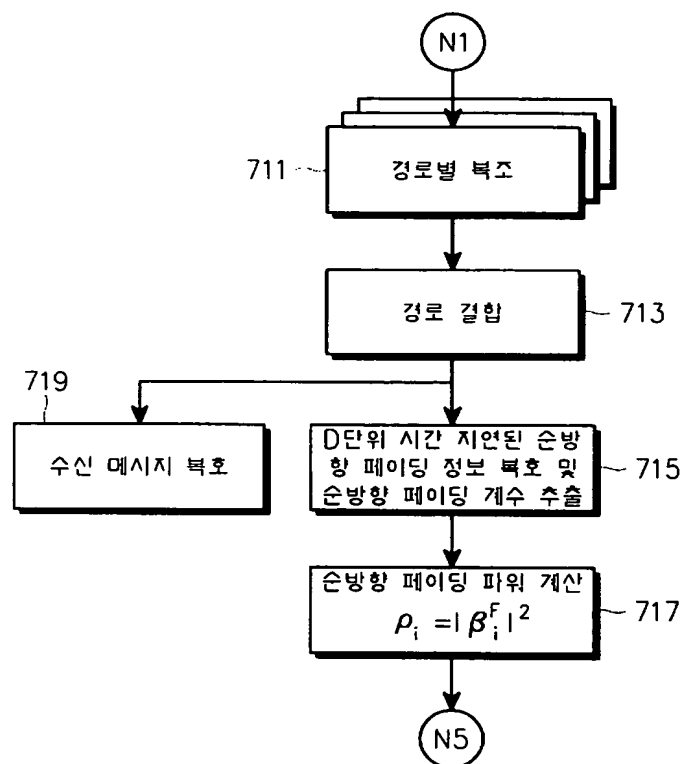 N1
711
경로별 복조
경로 결합
713
719
수신 메시지 복호
D단위 시간 지연된 순방
향 페이딩 정보 복호 및
순방향 페이딩 계수 추출
715
순방향 페이딩 파워 계산
ρ_i =|β_i^F|²
717
N5